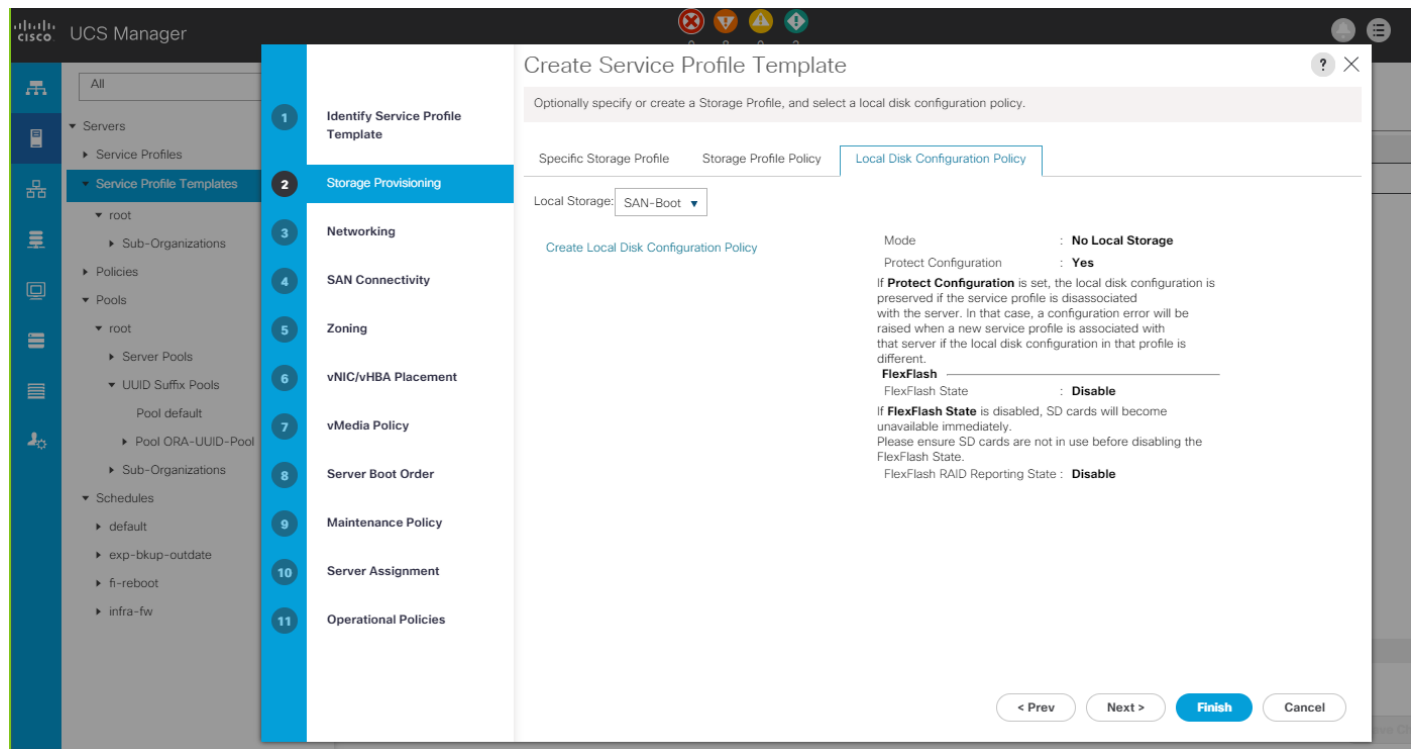 cisco UCS Manager
All
Servers
Service Profiles
Service Profile Templates
root
Sub-Organizations
Policies
Pools
root
Server Pools
UUID Suffix Pools
Pool default
Pool ORA-UUID-Pool
Sub-Organizations
Schedules
default
exp-bkup-outdate
fi-reboot
infra-fw
1 Identify Service Profile
Template
2 Storage Provisioning
3 Networking
4 SAN Connectivity
5 Zoning
6 vNIC/vHBA Placement
7 vMedia Policy
8 Server Boot Order
9 Maintenance Policy
10 Server Assignment
11 Operational Policies
Create Service Profile Template
?
Optionally specify or create a Storage Profile, and select a local disk configuration policy.
Specific Storage Profile Storage Profile Policy Local Disk Configuration Policy
Local Storage: SAN-Boot
Create Local Disk Configuration Policy
Mode : No Local Storage
Protect Configuration : Yes
If Protect Configuration is set, the local disk configuration is
preserved if the service profile is disassociated
with the server. In that case, a configuration error will be
raised when a new service profile is associated with
that server if the local disk configuration in that profile is
different.
FlexFlash
FlexFlash State : Disable
If FlexFlash State is disabled, SD cards will become
unavailable immediately.
Please ensure SD cards are not in use before disabling the
FlexFlash State.
FlexFlash RAID Reporting State : Disable
< Prev Next > Finish Cancel